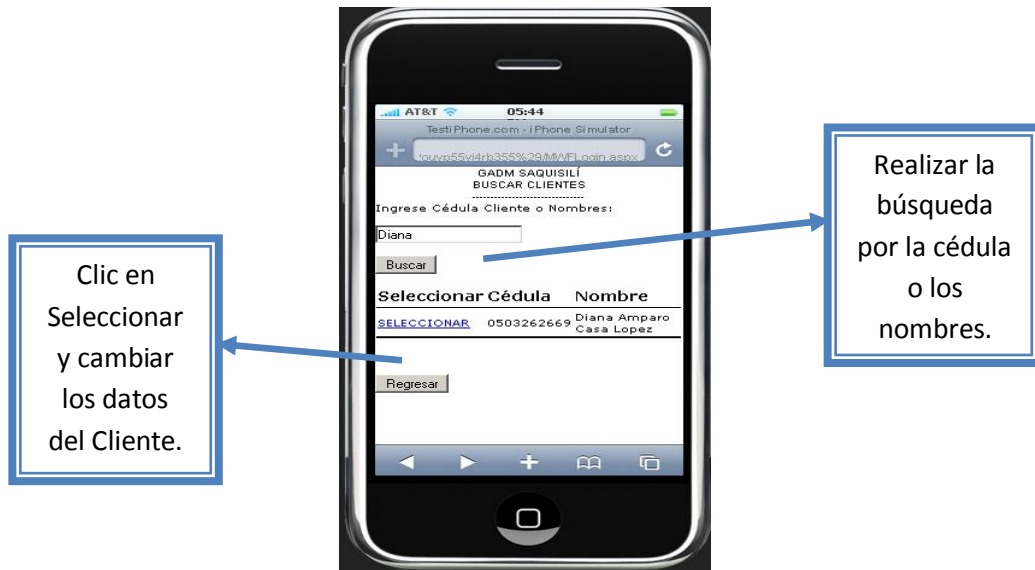 AT&T 05:44
TestiPhone.com - iPhone Simulator
GADM SAQUISILÍ
BUSCAR CLIENTES
------------------------------
Ingrese Cédula Cliente o Nombres:
Diana
Buscar
Seleccionar Cédula Nombre
SELECCIONAR 0503262669 Diana Amparo
Casa Lopez
Regresar
Clic en
Seleccionar
y cambiar
los datos
del Cliente.
Realizar la
búsqueda
por la cédula
o los
nombres.